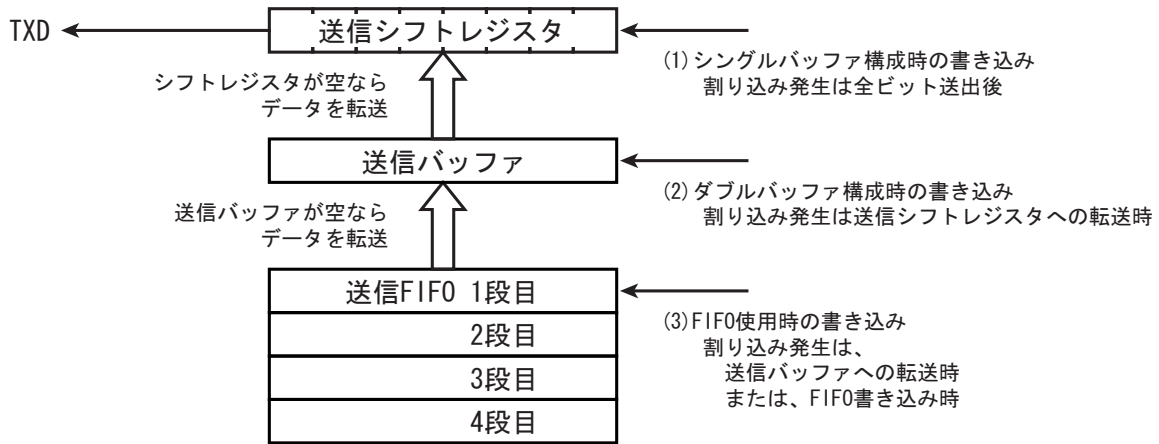 TXD
送信シフトレジスタ
(1)シングルバッファ構成時の書き込み
割り込み発生は全ビット送出後
シフトレジスタが空なら
データを転送
送信バッファ
(2)ダブルバッファ構成時の書き込み
割り込み発生は送信シフトレジスタへの転送時
送信バッファが空なら
データを転送
送信FIFO 1段目
2段目
3段目
4段目
(3)FIFO使用時の書き込み
割り込み発生は、
送信バッファへの転送時
または、FIFO書き込み時